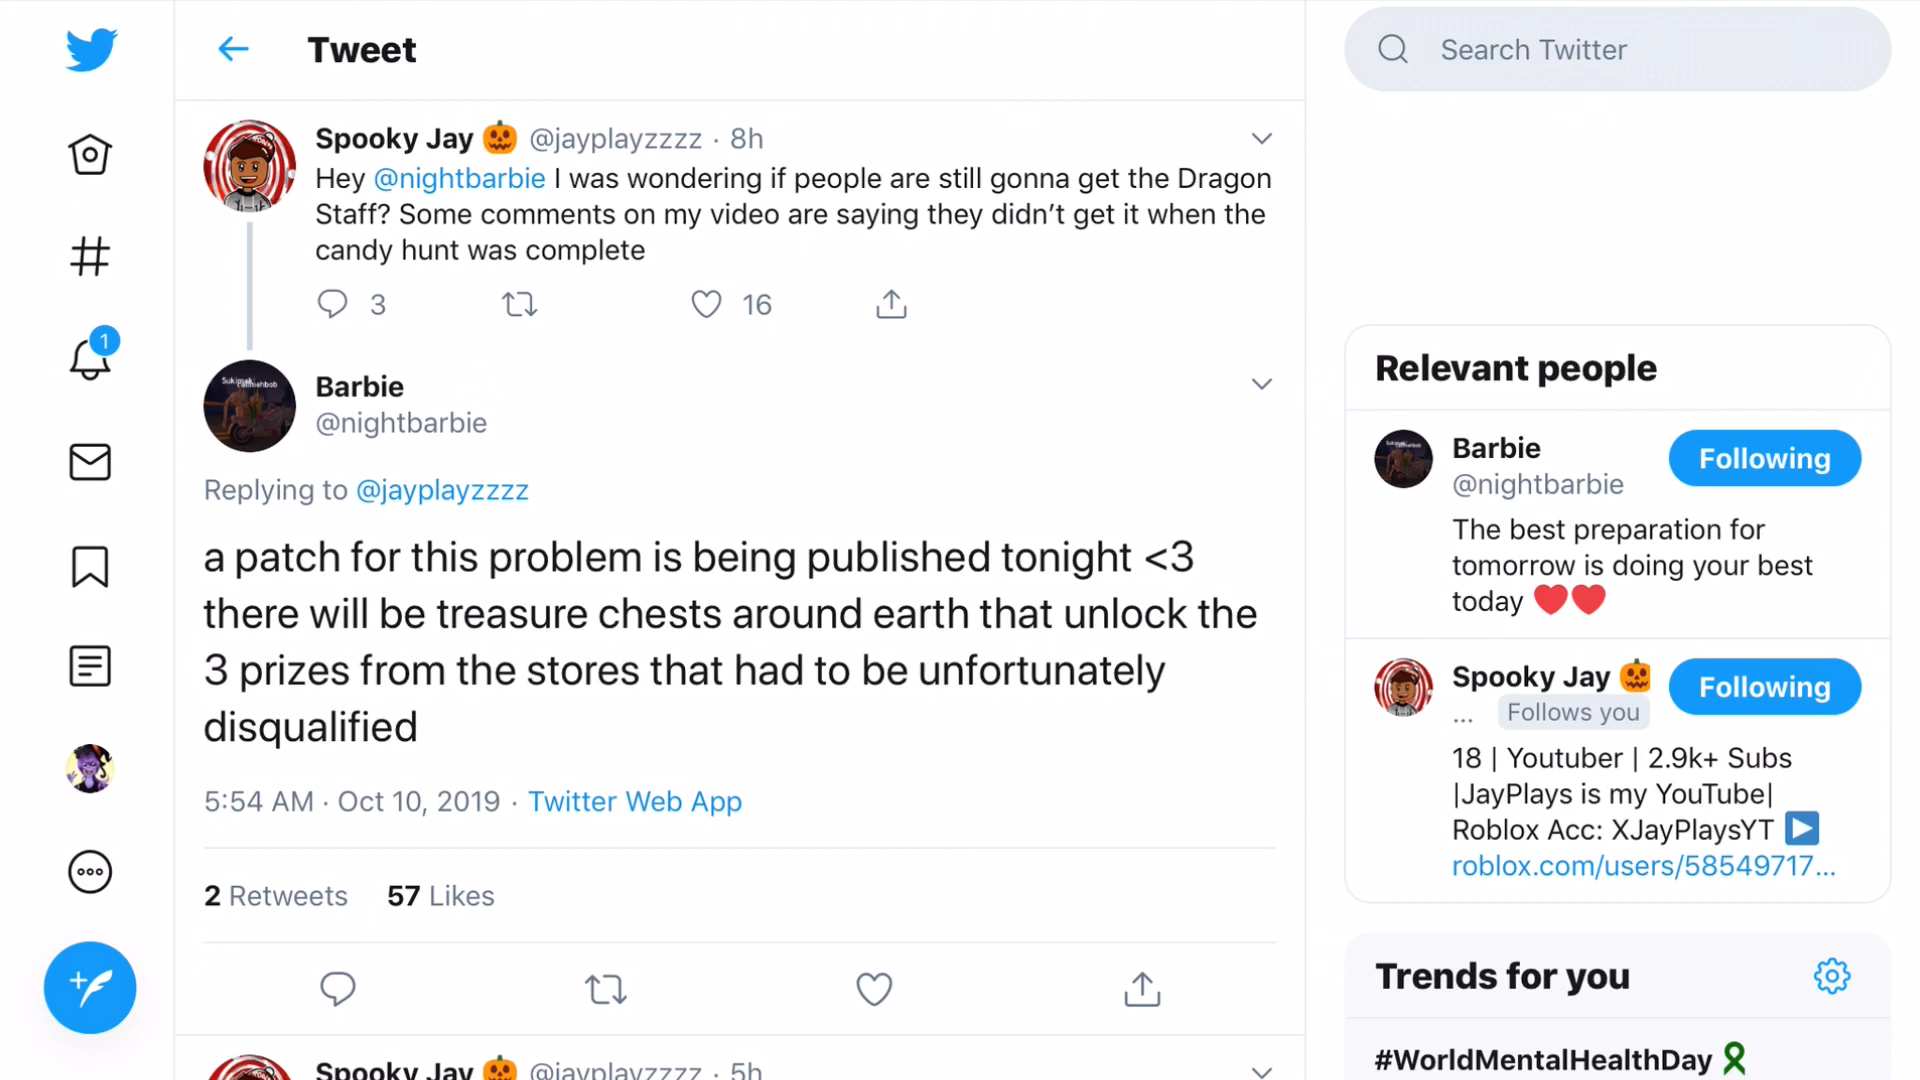 Tweet
Search Twitter
Spooky Jay 🎃 @jayplayzzzz · 8h
Hey @nightbarbie I was wondering if people are still gonna get the Dragon
Staff? Some comments on my video are saying they didn’t get it when the
candy hunt was complete
3
16
1
Barbie
@nightbarbie
Replying to @jayplayzzzz
a patch for this problem is being published tonight <3
there will be treasure chests around earth that unlock the
3 prizes from the stores that had to be unfortunately
disqualified
5:54 AM · Oct 10, 2019 · Twitter Web App
2 Retweets 57 Likes
Spooky Jay 🎃 @jayplayzzzz · 5h
Relevant people
Barbie
@nightbarbie
Following
The best preparation for
tomorrow is doing your best
today ❤️❤️
Spooky Jay 🎃
... Follows you
Following
18 | Youtuber | 2.9k+ Subs
|JayPlays is my YouTube|
Roblox Acc: XJayPlaysYT ▶️
roblox.com/users/58549717...
Trends for you
#WorldMentalHealthDay